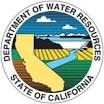 DEPARTMENT OF WATER RESOURCES
STATE OF CALIFORNIA